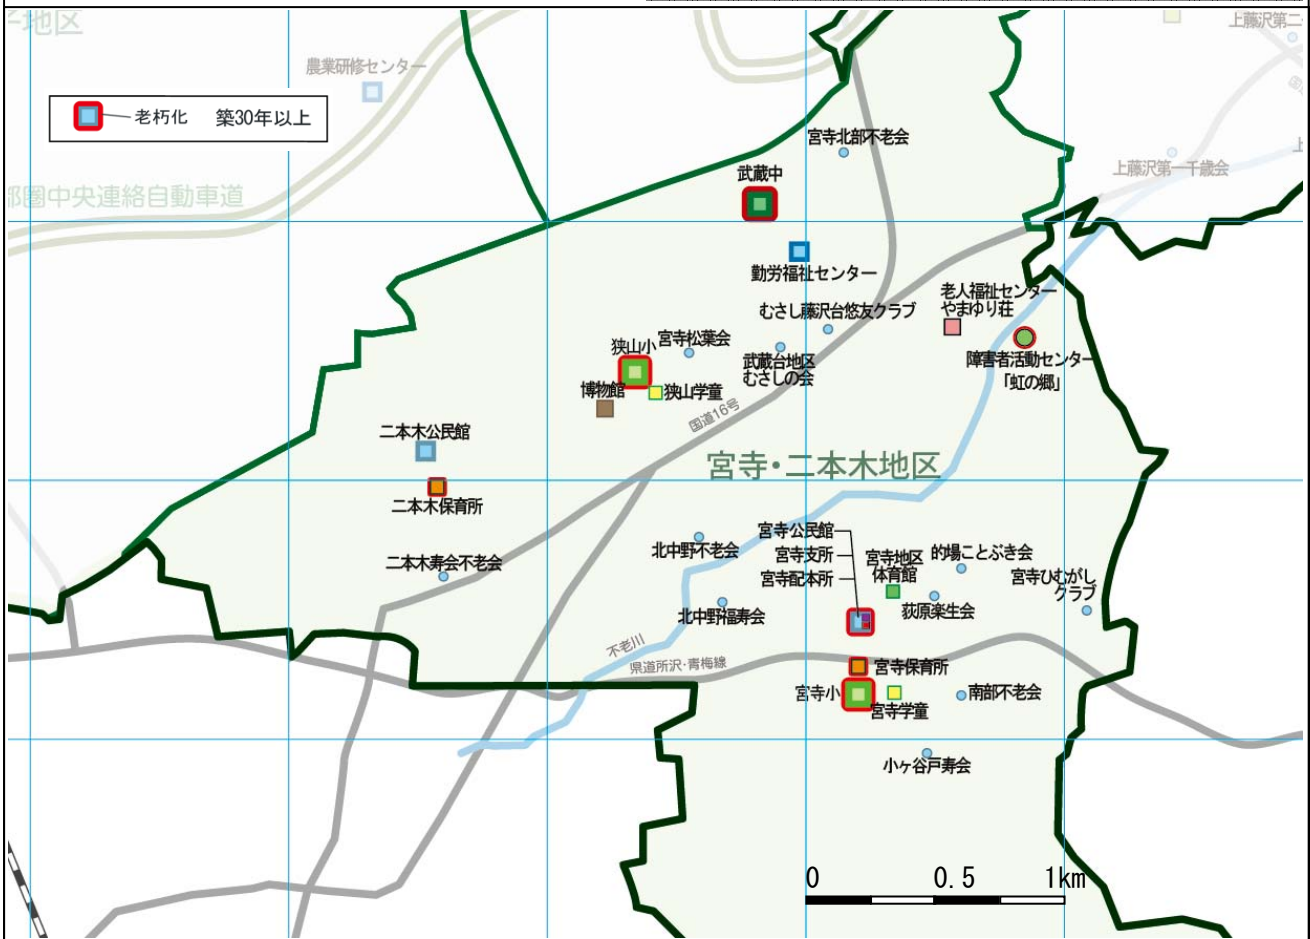 子地区
農業研修センター
上藤沢第二
老朽化　築30年以上
宮寺北部不老会
上藤沢第一千歳会
武蔵中
部圏中央連絡自動車道
勤労福祉センター
老人福祉センター
やまゆり荘
むさし藤沢台悠友クラブ
宮寺松葉会
狭山小
武蔵台地区
むさしの会
障害者活動センター
「虹の郷」
博物館
狭山学童
国道16号
二本木公民館
宮寺・二本木地区
二本木保育所
宮寺公民館
宮寺支所
宮寺配本所
北中野不老会
宮寺地区
体育館
的場ことぶき会
二本木寿会不老会
宮寺ひむがし
クラブ
北中野福寿会
荻原楽生会
不老川
県道所沢・青梅線
宮寺保育所
宮寺小
南部不老会
宮寺学童
小ヶ谷戸寿会
0 0.5 1km